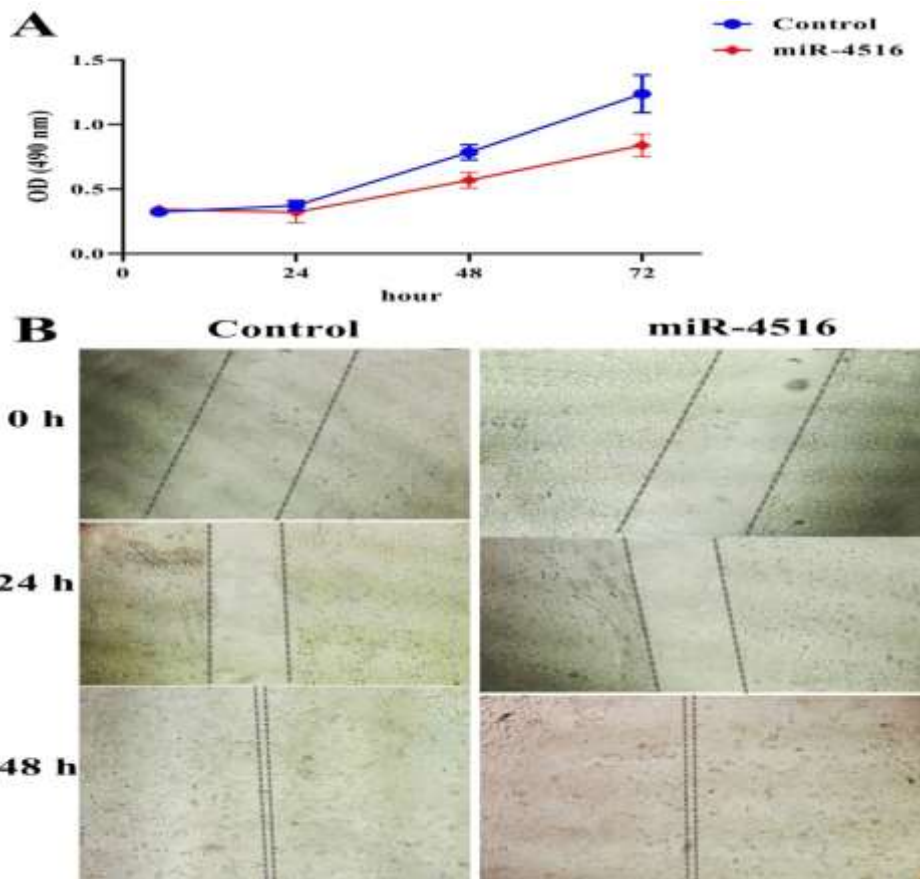 A
Control
miR-4516
1.5
1.0
0.5
0.0
OD (490 nm)
0 24 48 72
hour
B
Control miR-4516
0 h
24 h
48 h